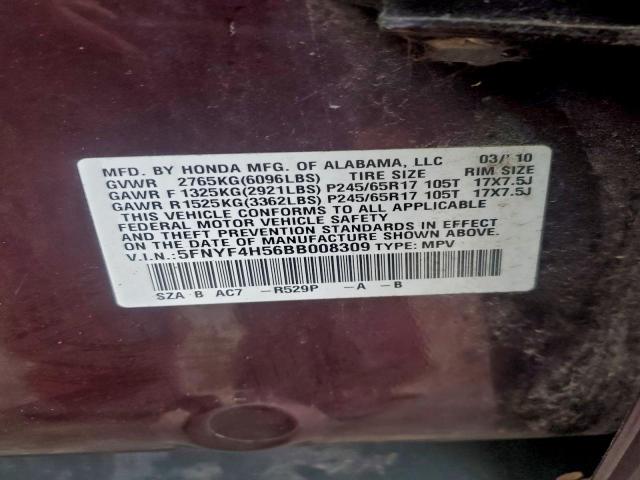 MFD. BY HONDA MFG. OF ALABAMA, LLC 03/ 10
GVWR 2765KG(6096LBS) TIRE SIZE RIM SIZE
GAWR F 1325KG(2921LBS) P245/65R17 105T 17X7.5J
GAWR R1525KG(3362LBS) P245/65R17 105T 17X7.5J
THIS VEHICLE CONFORMS TO ALL APPLICABLE
FEDERAL MOTOR VEHICLE SAFETY
AND THEFT PREVENTION STANDARDS IN EFFECT
ON THE DATE OF MANUFACTURE SHOWN ABOVE.
V.I.N.:5FNYF4H56BB008309 TYPE: MPV
SZA B AC7 -R529P -A -B